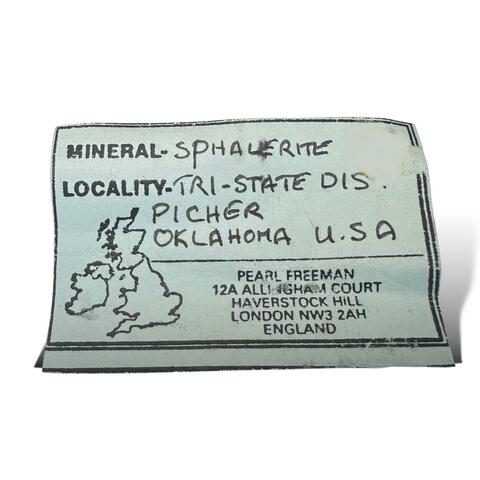 MINERAL- SPHALERITE
LOCALITY- TRI-STATE DIS.
PICHER
OKLAHOMA U.S.A
PEARL FREEMAN
12A ALLINGHAM COURT
HAVERSTOCK HILL
LONDON NW3 2AH
ENGLAND